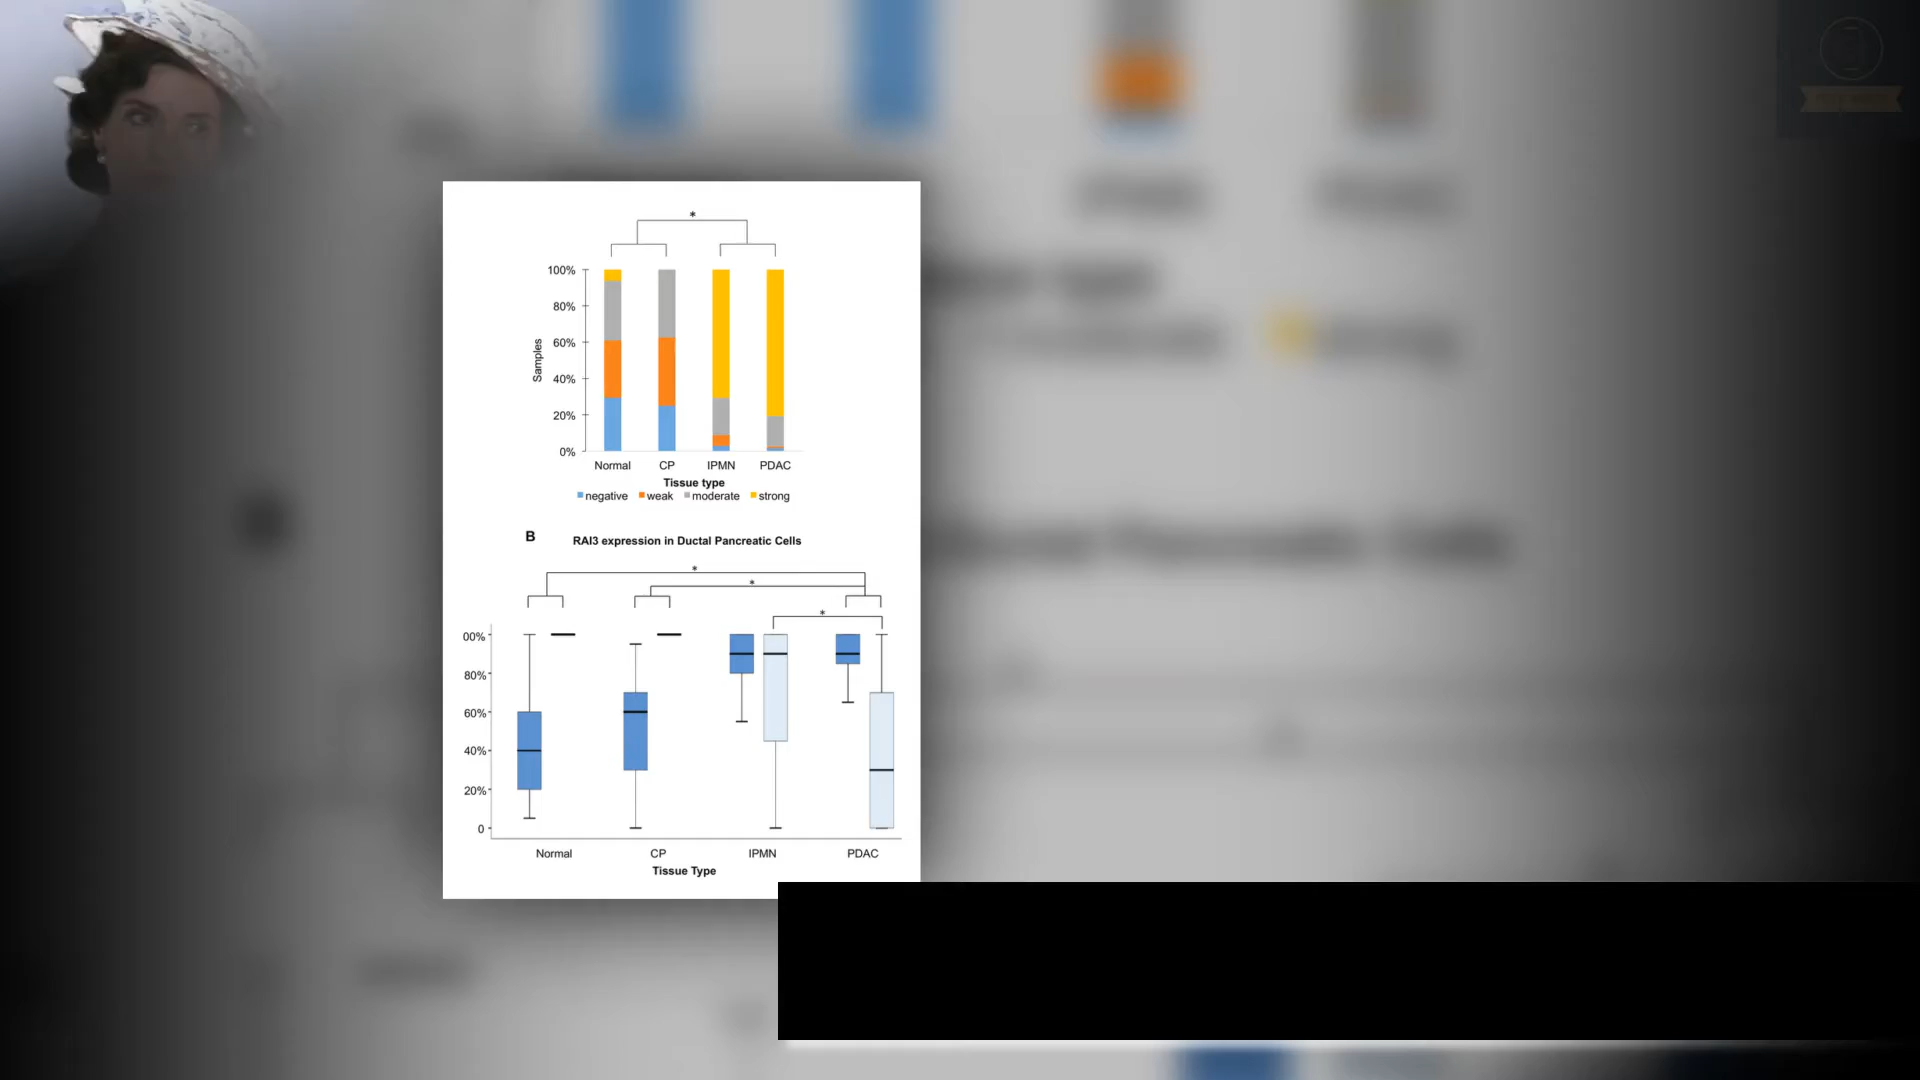 *
100%
80%
60%
40%
20%
0%
Samples
Normal CP IPMN PDAC
Tissue type
negative weak moderate strong
B RAI3 expression in Ductal Pancreatic Cells
*
*
*
00%
80%
60%
40%
20%
0
Normal CP IPMN PDAC
Tissue Type